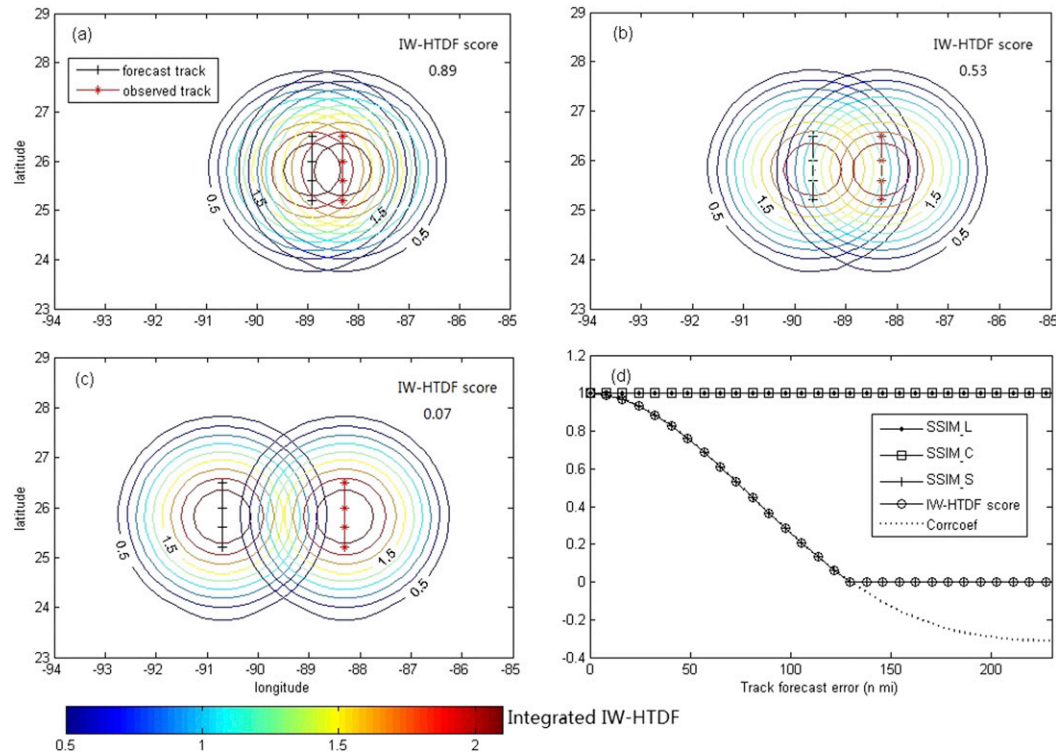 (a)
IW-HTDF score
0.89
forecast track
observed track
latitude
29
28
27
26
25
24
23
-94 -93 -92 -91 -90 -89 -88 -87 -86 -85
0.5 1.5 1.5 0.5
(b)
IW-HTDF score
0.53
29
28
27
26
25
24
23
-94 -93 -92 -91 -90 -89 -88 -87 -86 -85
0.5 1.5 1.5 0.5
(c)
IW-HTDF score
0.07
latitude
29
28
27
26
25
24
23
-94 -93 -92 -91 -90 -89 -88 -87 -86 -85
longitude
0.5 1.5 1.5 0.5
(d)
1.2
1
0.8
0.6
0.4
0.2
0
-0.2
-0.4
SSIM_L
SSIM_C
SSIM_S
IW-HTDF score
Corrcoef
0 50 100 150 200
Track forecast error (n mi)
Integrated IW-HTDF
0.5 1 1.5 2